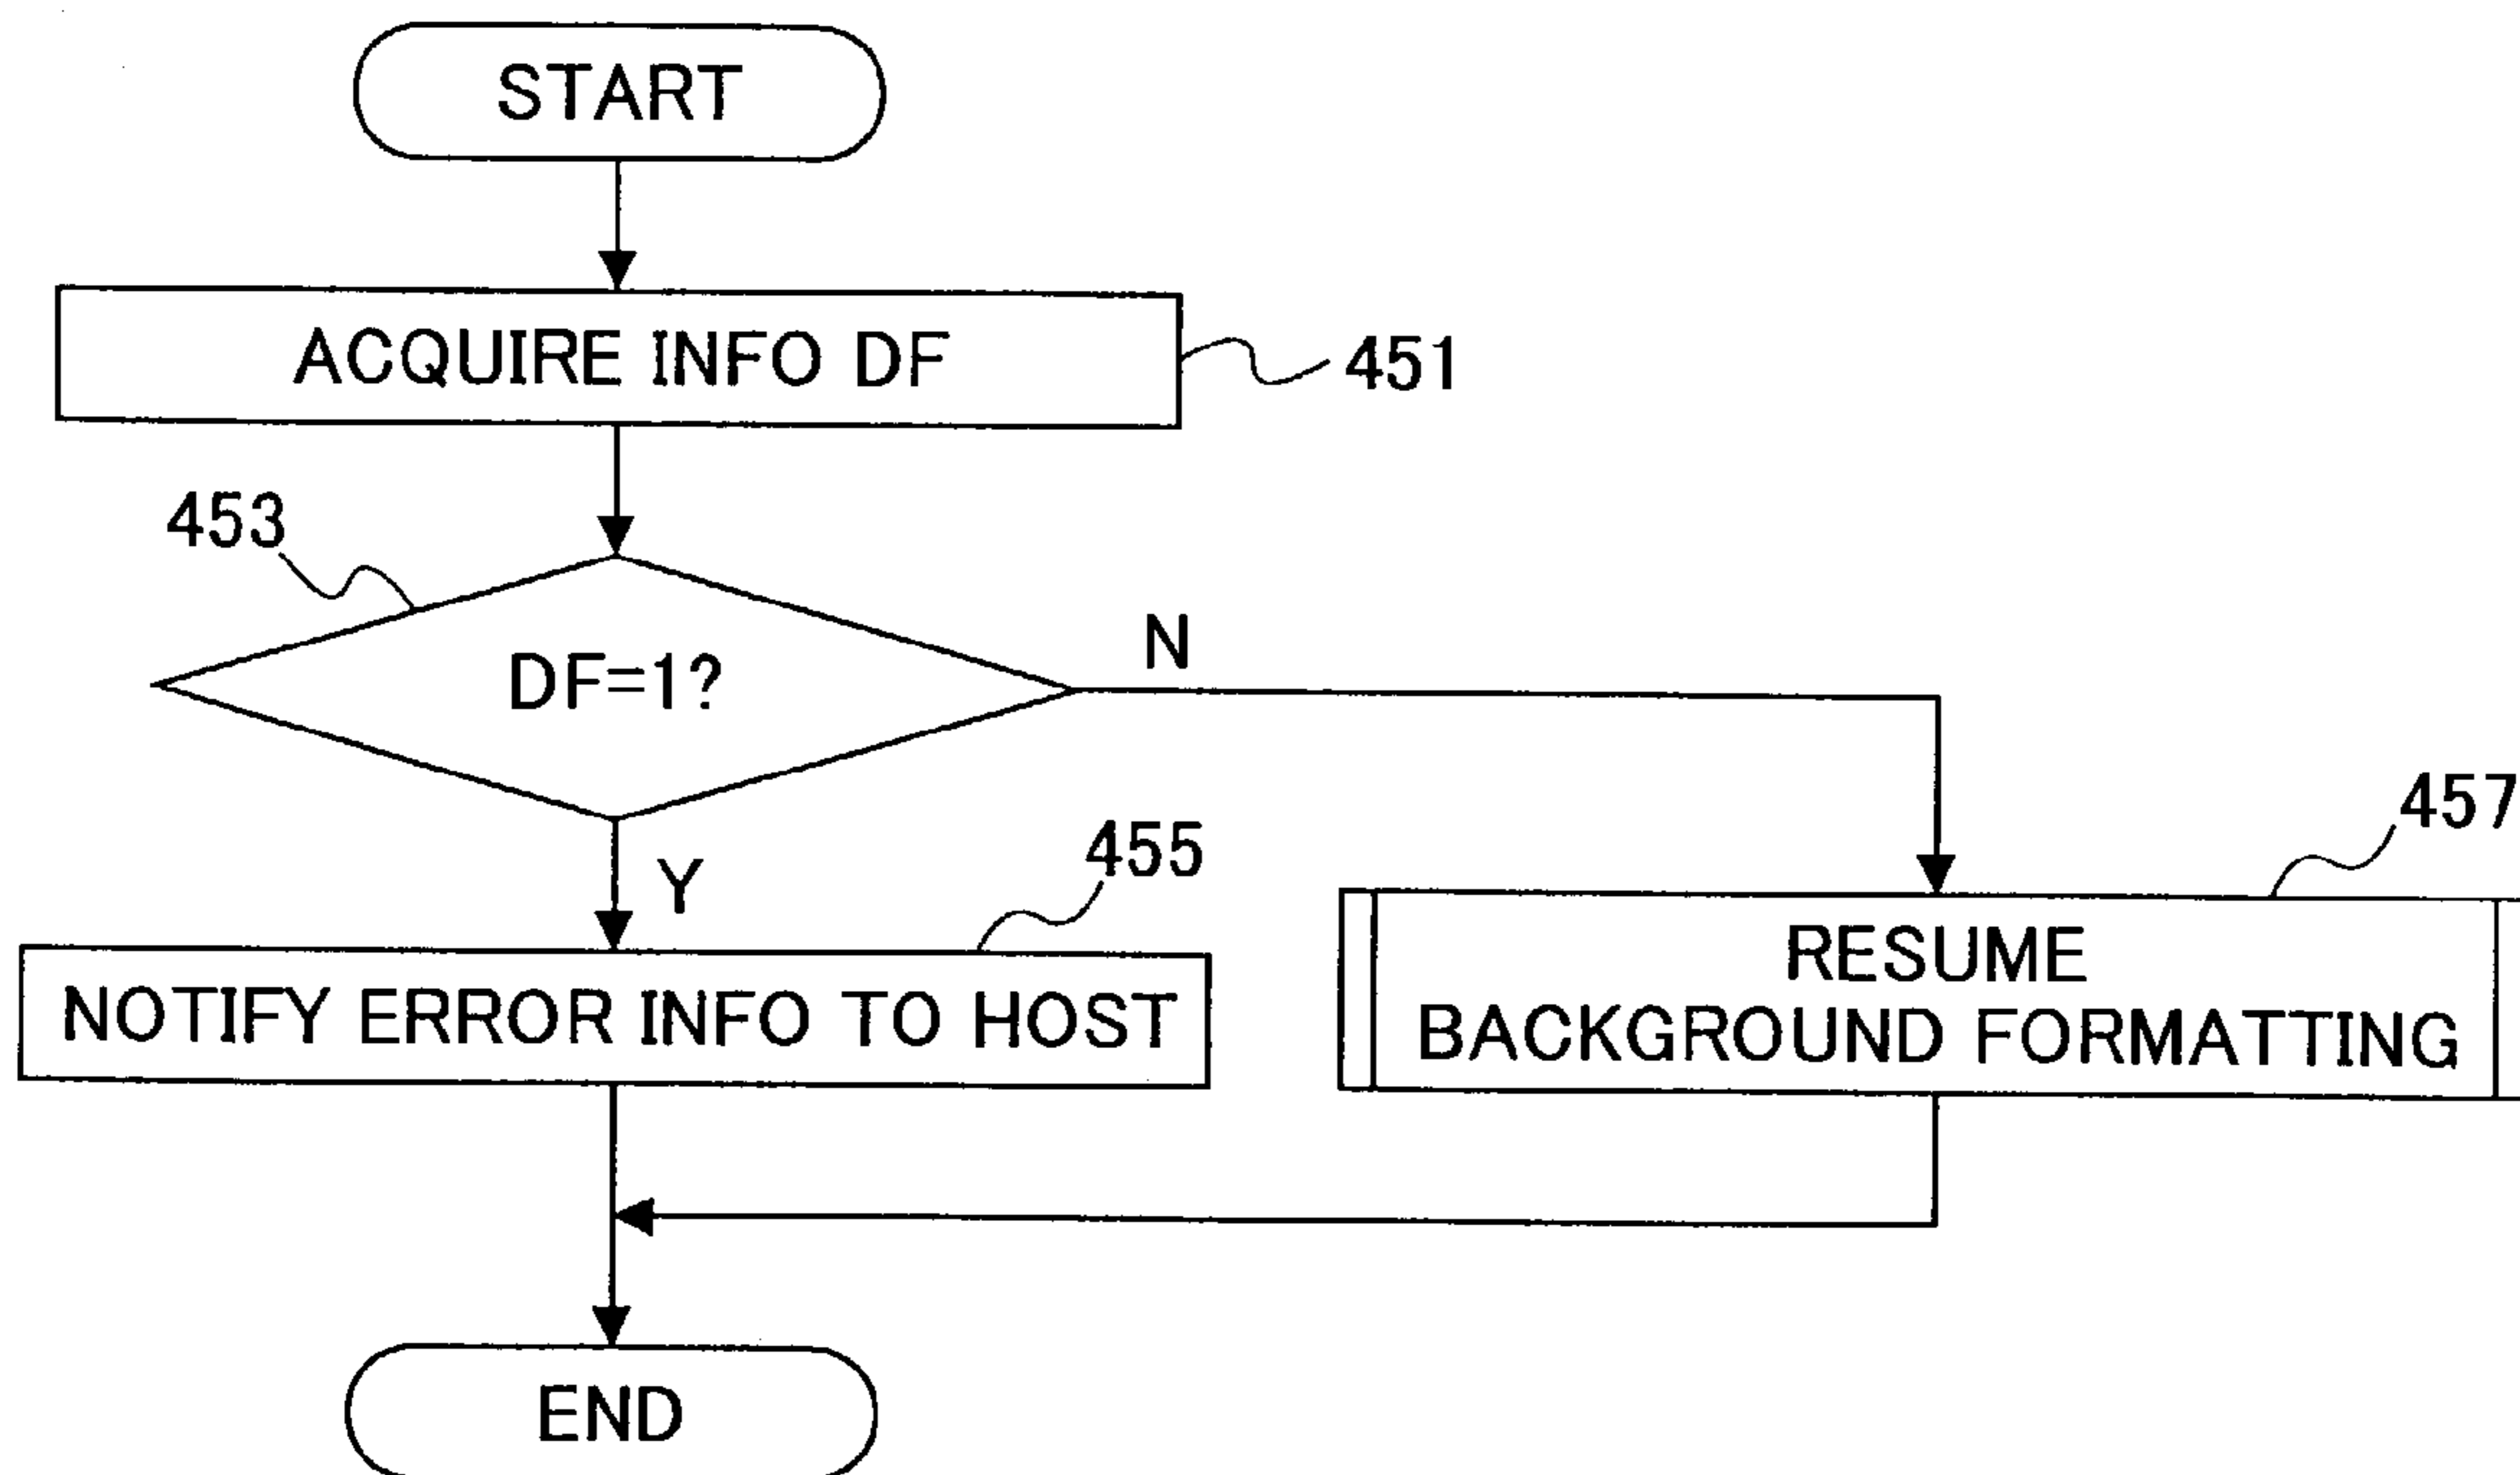 START
ACQUIRE INFO DF
451
453
DF=1?
N
Y
455
457
NOTIFY ERROR INFO TO HOST
RESUME
BACKGROUND FORMATTING
END